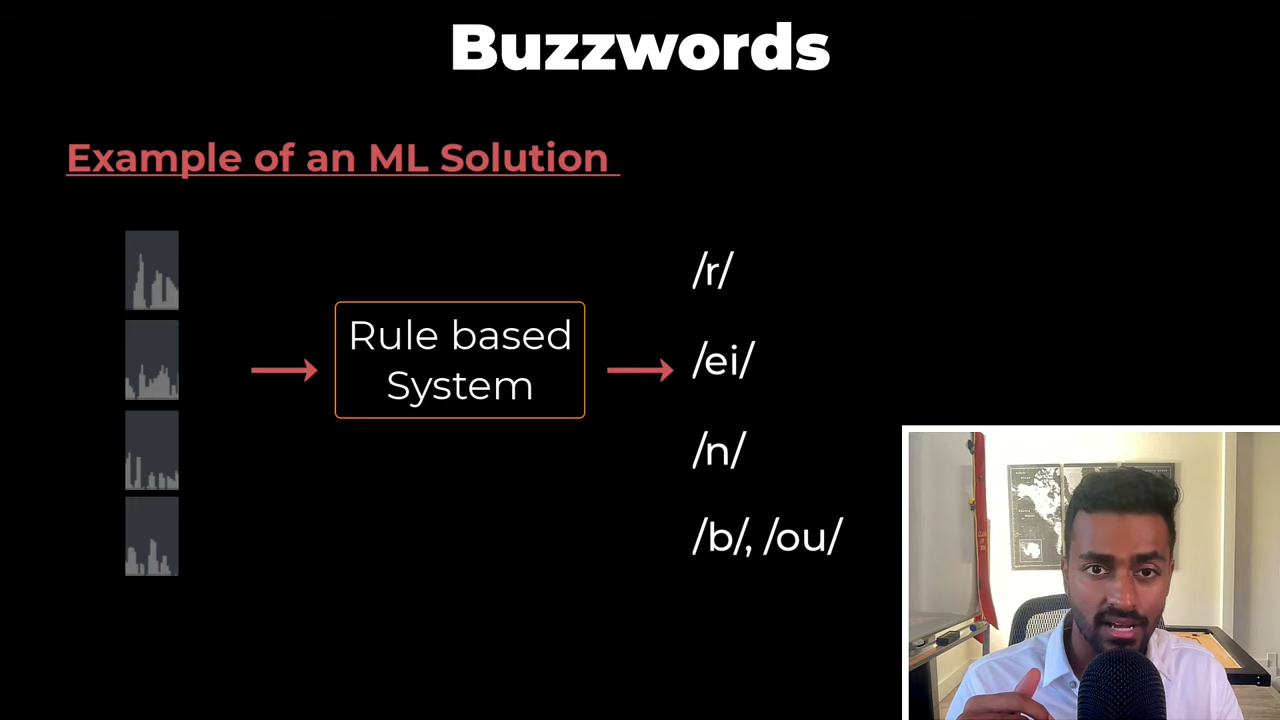 Buzzwords
Example of an ML Solution
Rule based
System
/r/
/ei/
/n/
/b/, /ou/